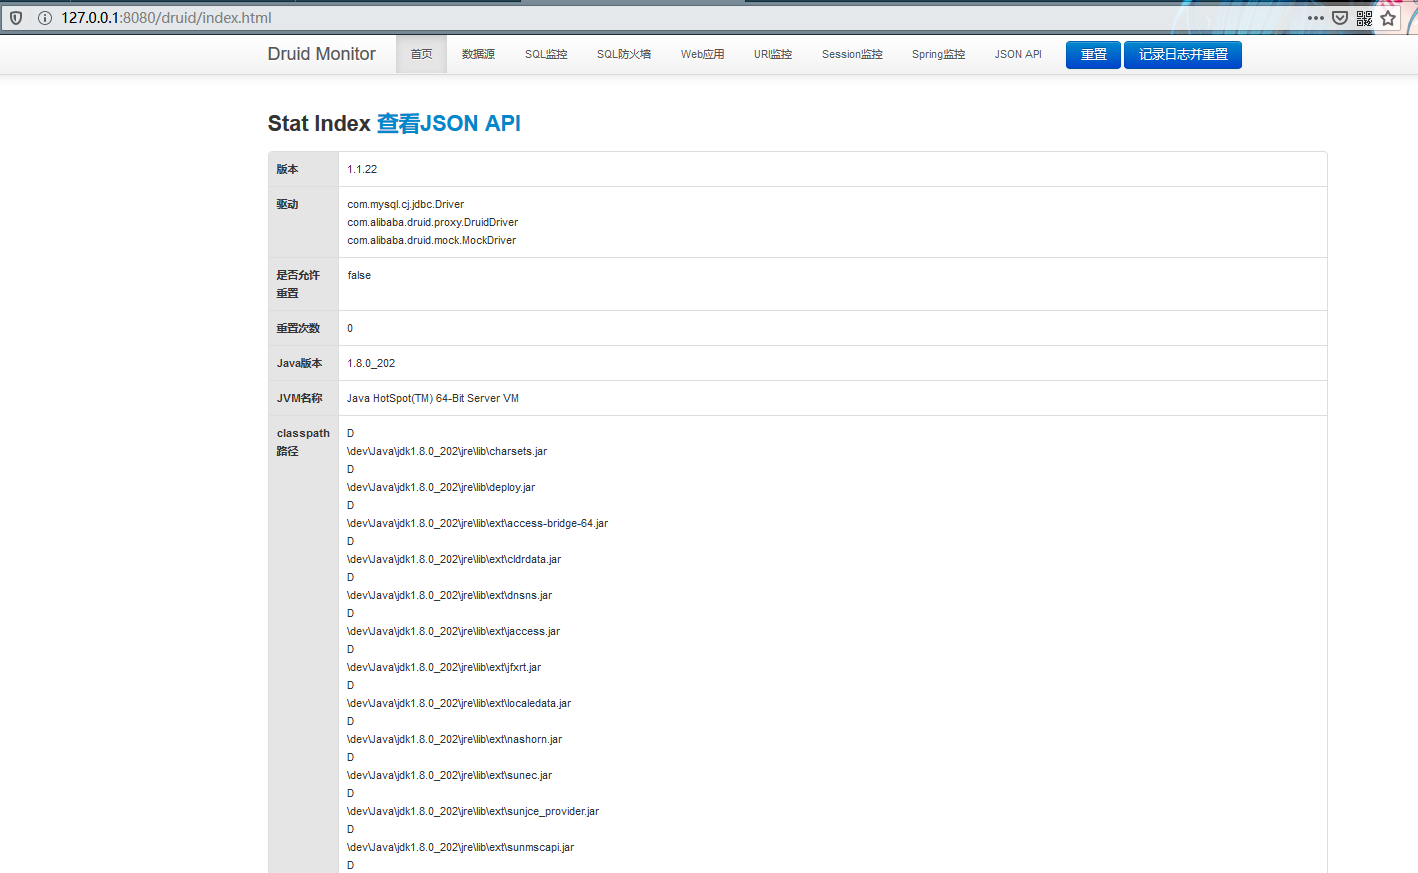 127.0.0.1:8080/druid/index.html
Druid Monitor 首页 数据源 SQL监控 SQL防火墙 Web应用 URI监控 Session监控 Spring监控 JSON API 重置 记录日志并重置
Stat Index 查看JSON API
版本 1.1.22
驱动 com.mysql.cj.jdbc.Driver
com.alibaba.druid.proxy.DruidDriver
com.alibaba.druid.mock.MockDriver
是否允许 false
重置
重置次数 0
Java版本 1.8.0_202
JVM名称 Java HotSpot(TM) 64-Bit Server VM
classpath D
路径 \dev\Java\jdk1.8.0_202\jre\lib\charsets.jar
D
\dev\Java\jdk1.8.0_202\jre\lib\deploy.jar
D
\dev\Java\jdk1.8.0_202\jre\lib\ext\access-bridge-64.jar
D
\dev\Java\jdk1.8.0_202\jre\lib\ext\cldrdata.jar
D
\dev\Java\jdk1.8.0_202\jre\lib\ext\dnsns.jar
D
\dev\Java\jdk1.8.0_202\jre\lib\ext\jaccess.jar
D
\dev\Java\jdk1.8.0_202\jre\lib\ext\jfxrt.jar
D
\dev\Java\jdk1.8.0_202\jre\lib\ext\localedata.jar
D
\dev\Java\jdk1.8.0_202\jre\lib\ext\nashorn.jar
D
\dev\Java\jdk1.8.0_202\jre\lib\ext\sunec.jar
D
\dev\Java\jdk1.8.0_202\jre\lib\ext\sunjce_provider.jar
D
\dev\Java\jdk1.8.0_202\jre\lib\ext\sunmscapi.jar
D